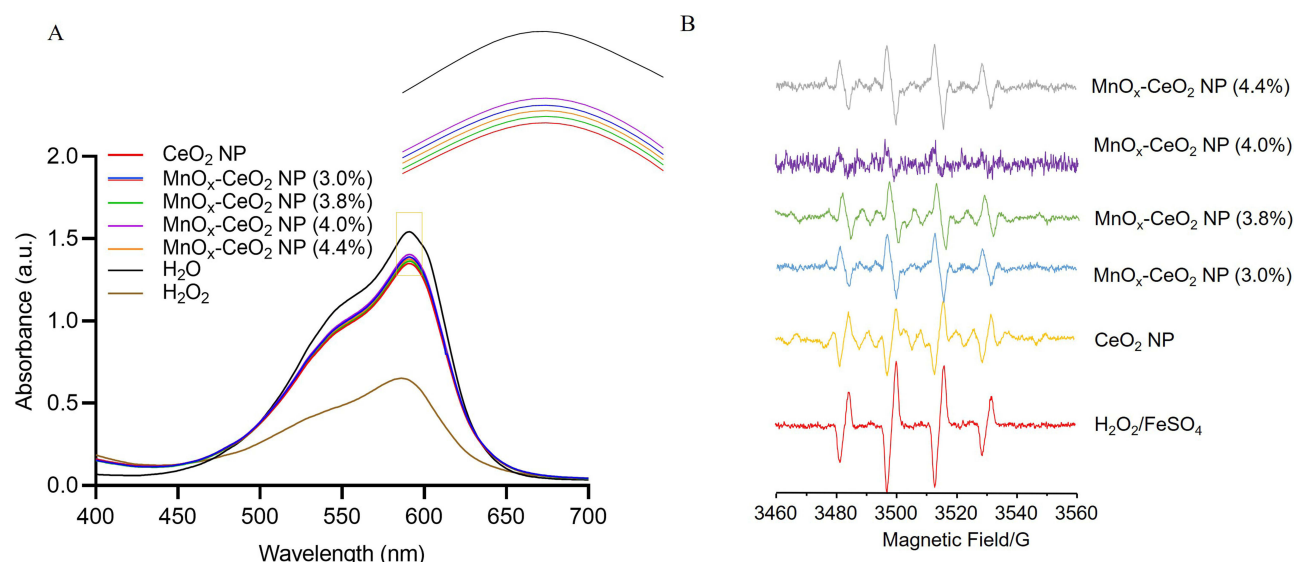 A
2.0
1.5
1.0
0.5
0.0
Absorbance (a.u.)
CeO₂ NP
MnOₓ-CeO₂ NP (3.0%)
MnOₓ-CeO₂ NP (3.8%)
MnOₓ-CeO₂ NP (4.0%)
MnOₓ-CeO₂ NP (4.4%)
H₂O
H₂O₂
400 450 500 550 600 650 700
Wavelength (nm)
B
MnOₓ-CeO₂ NP (4.4%)
MnOₓ-CeO₂ NP (4.0%)
MnOₓ-CeO₂ NP (3.8%)
MnOₓ-CeO₂ NP (3.0%)
CeO₂ NP
H₂O₂/FeSO₄
3460 3480 3500 3520 3540 3560
Magnetic Field/G